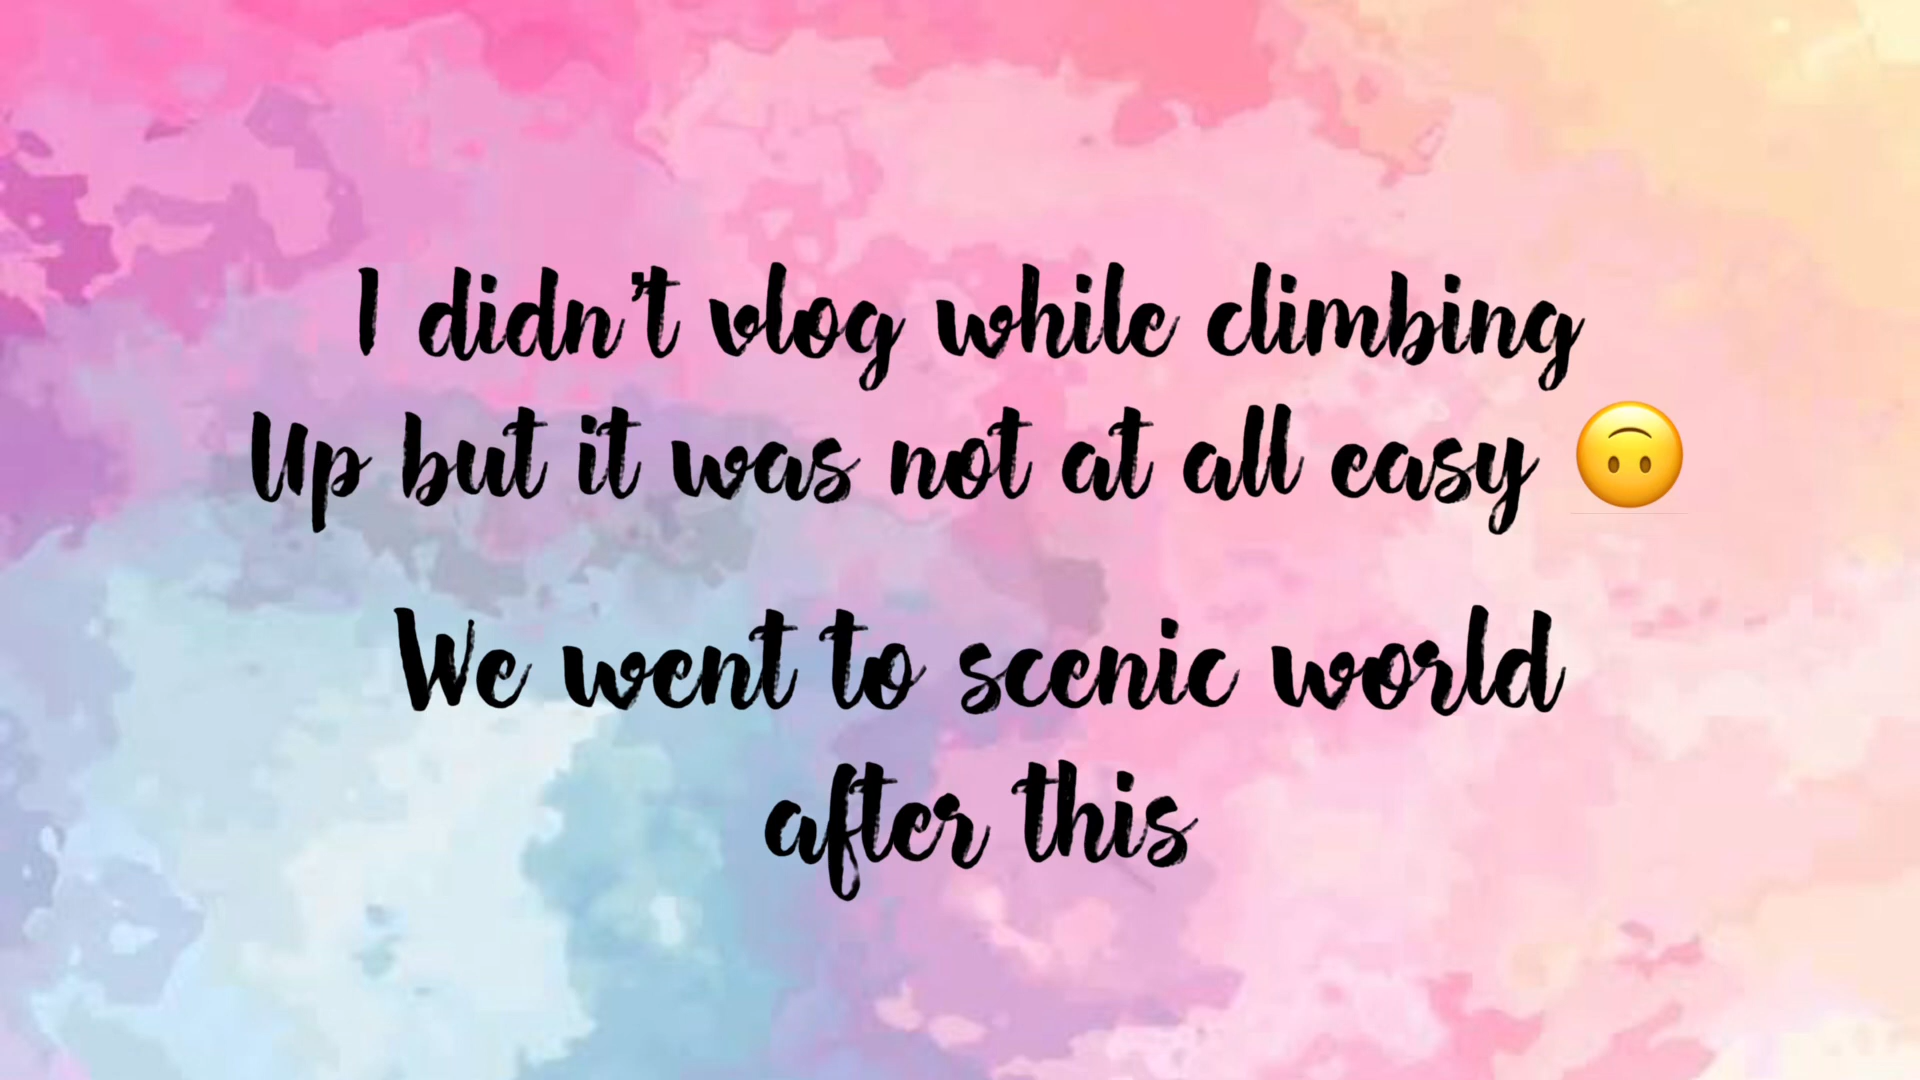 I didn't vlog while climbing
Up but it was not at all easy 🙃
We went to scenic world
after this